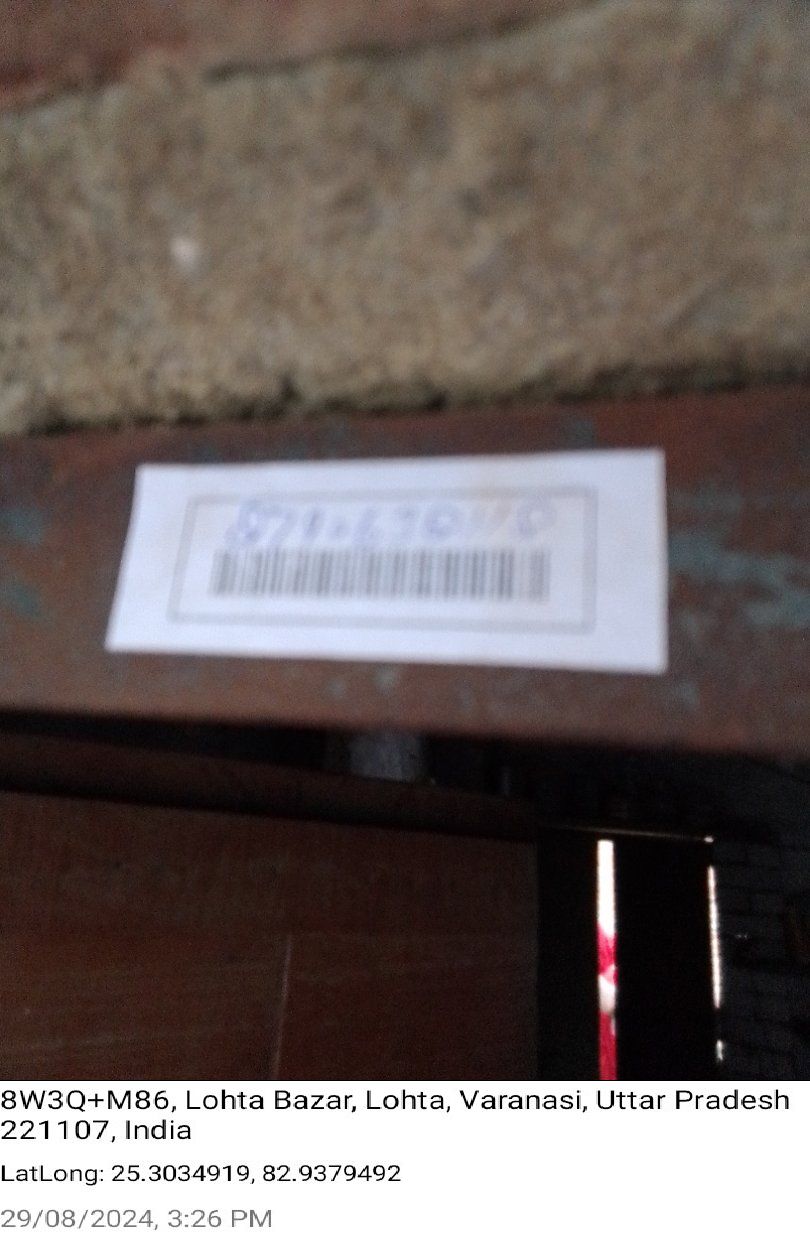 8W3Q+M86, Lohta Bazar, Lohta, Varanasi, Uttar Pradesh
221107, India
LatLong: 25.3034919, 82.9379492
29/08/2024, 3:26 PM